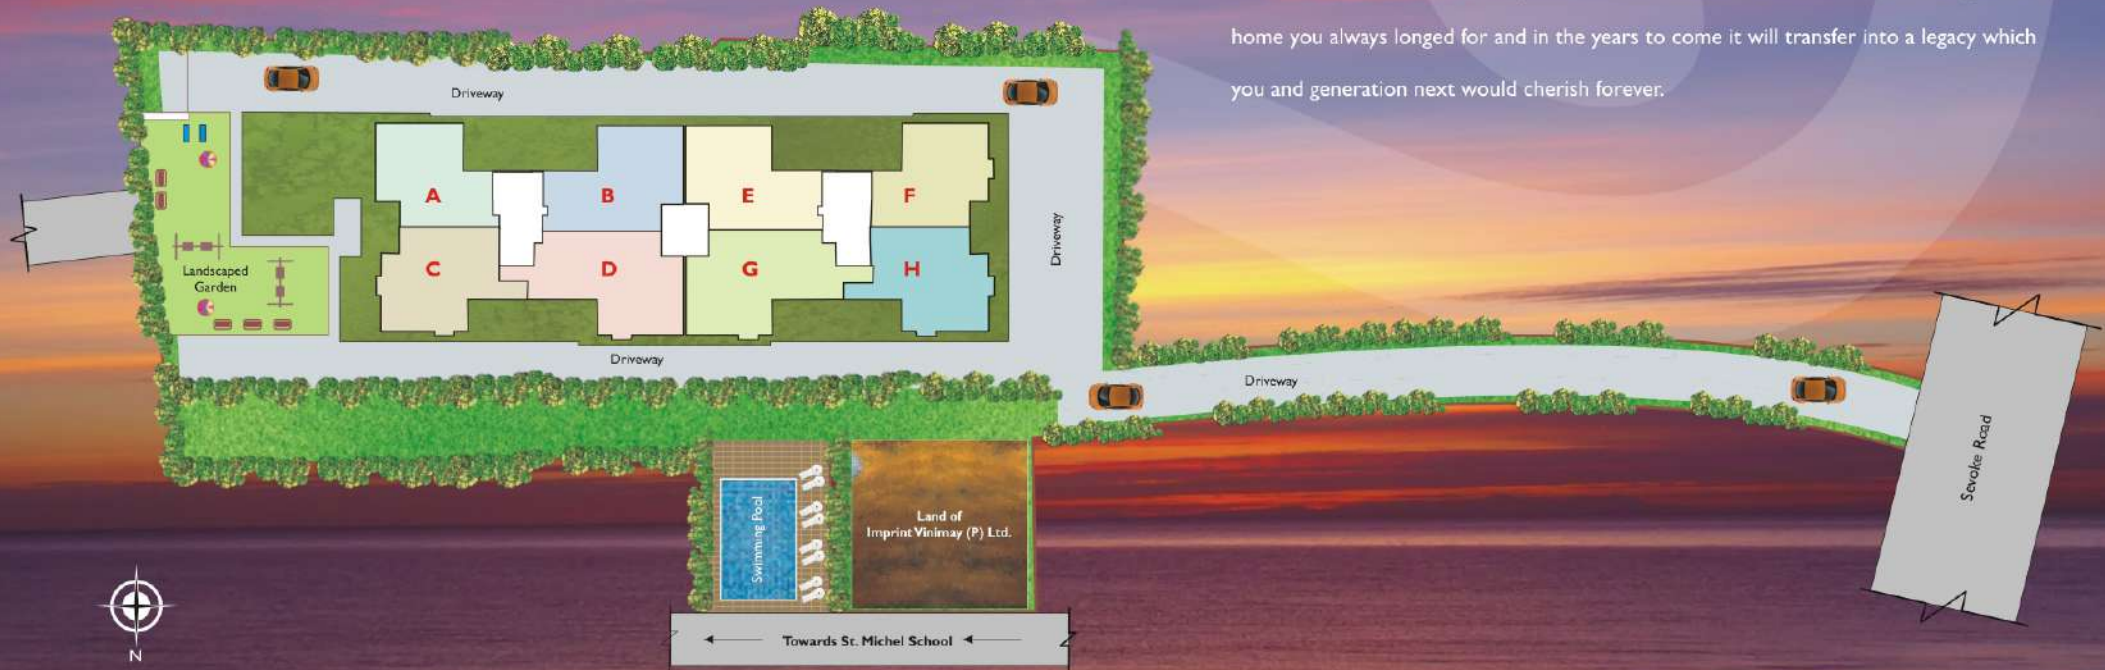 home you always longed for and in the years to come it will transfer into a legacy which
you and generation next would cherish forever.
Driveway
A
B
E
F
Driveway
C
D
G
H
Landscaped
Garden
Driveway
Driveway
Sevoke Road
Swimming Pool
Land of
Imprint Vinimay (P) Ltd.
Towards St. Michel School
N